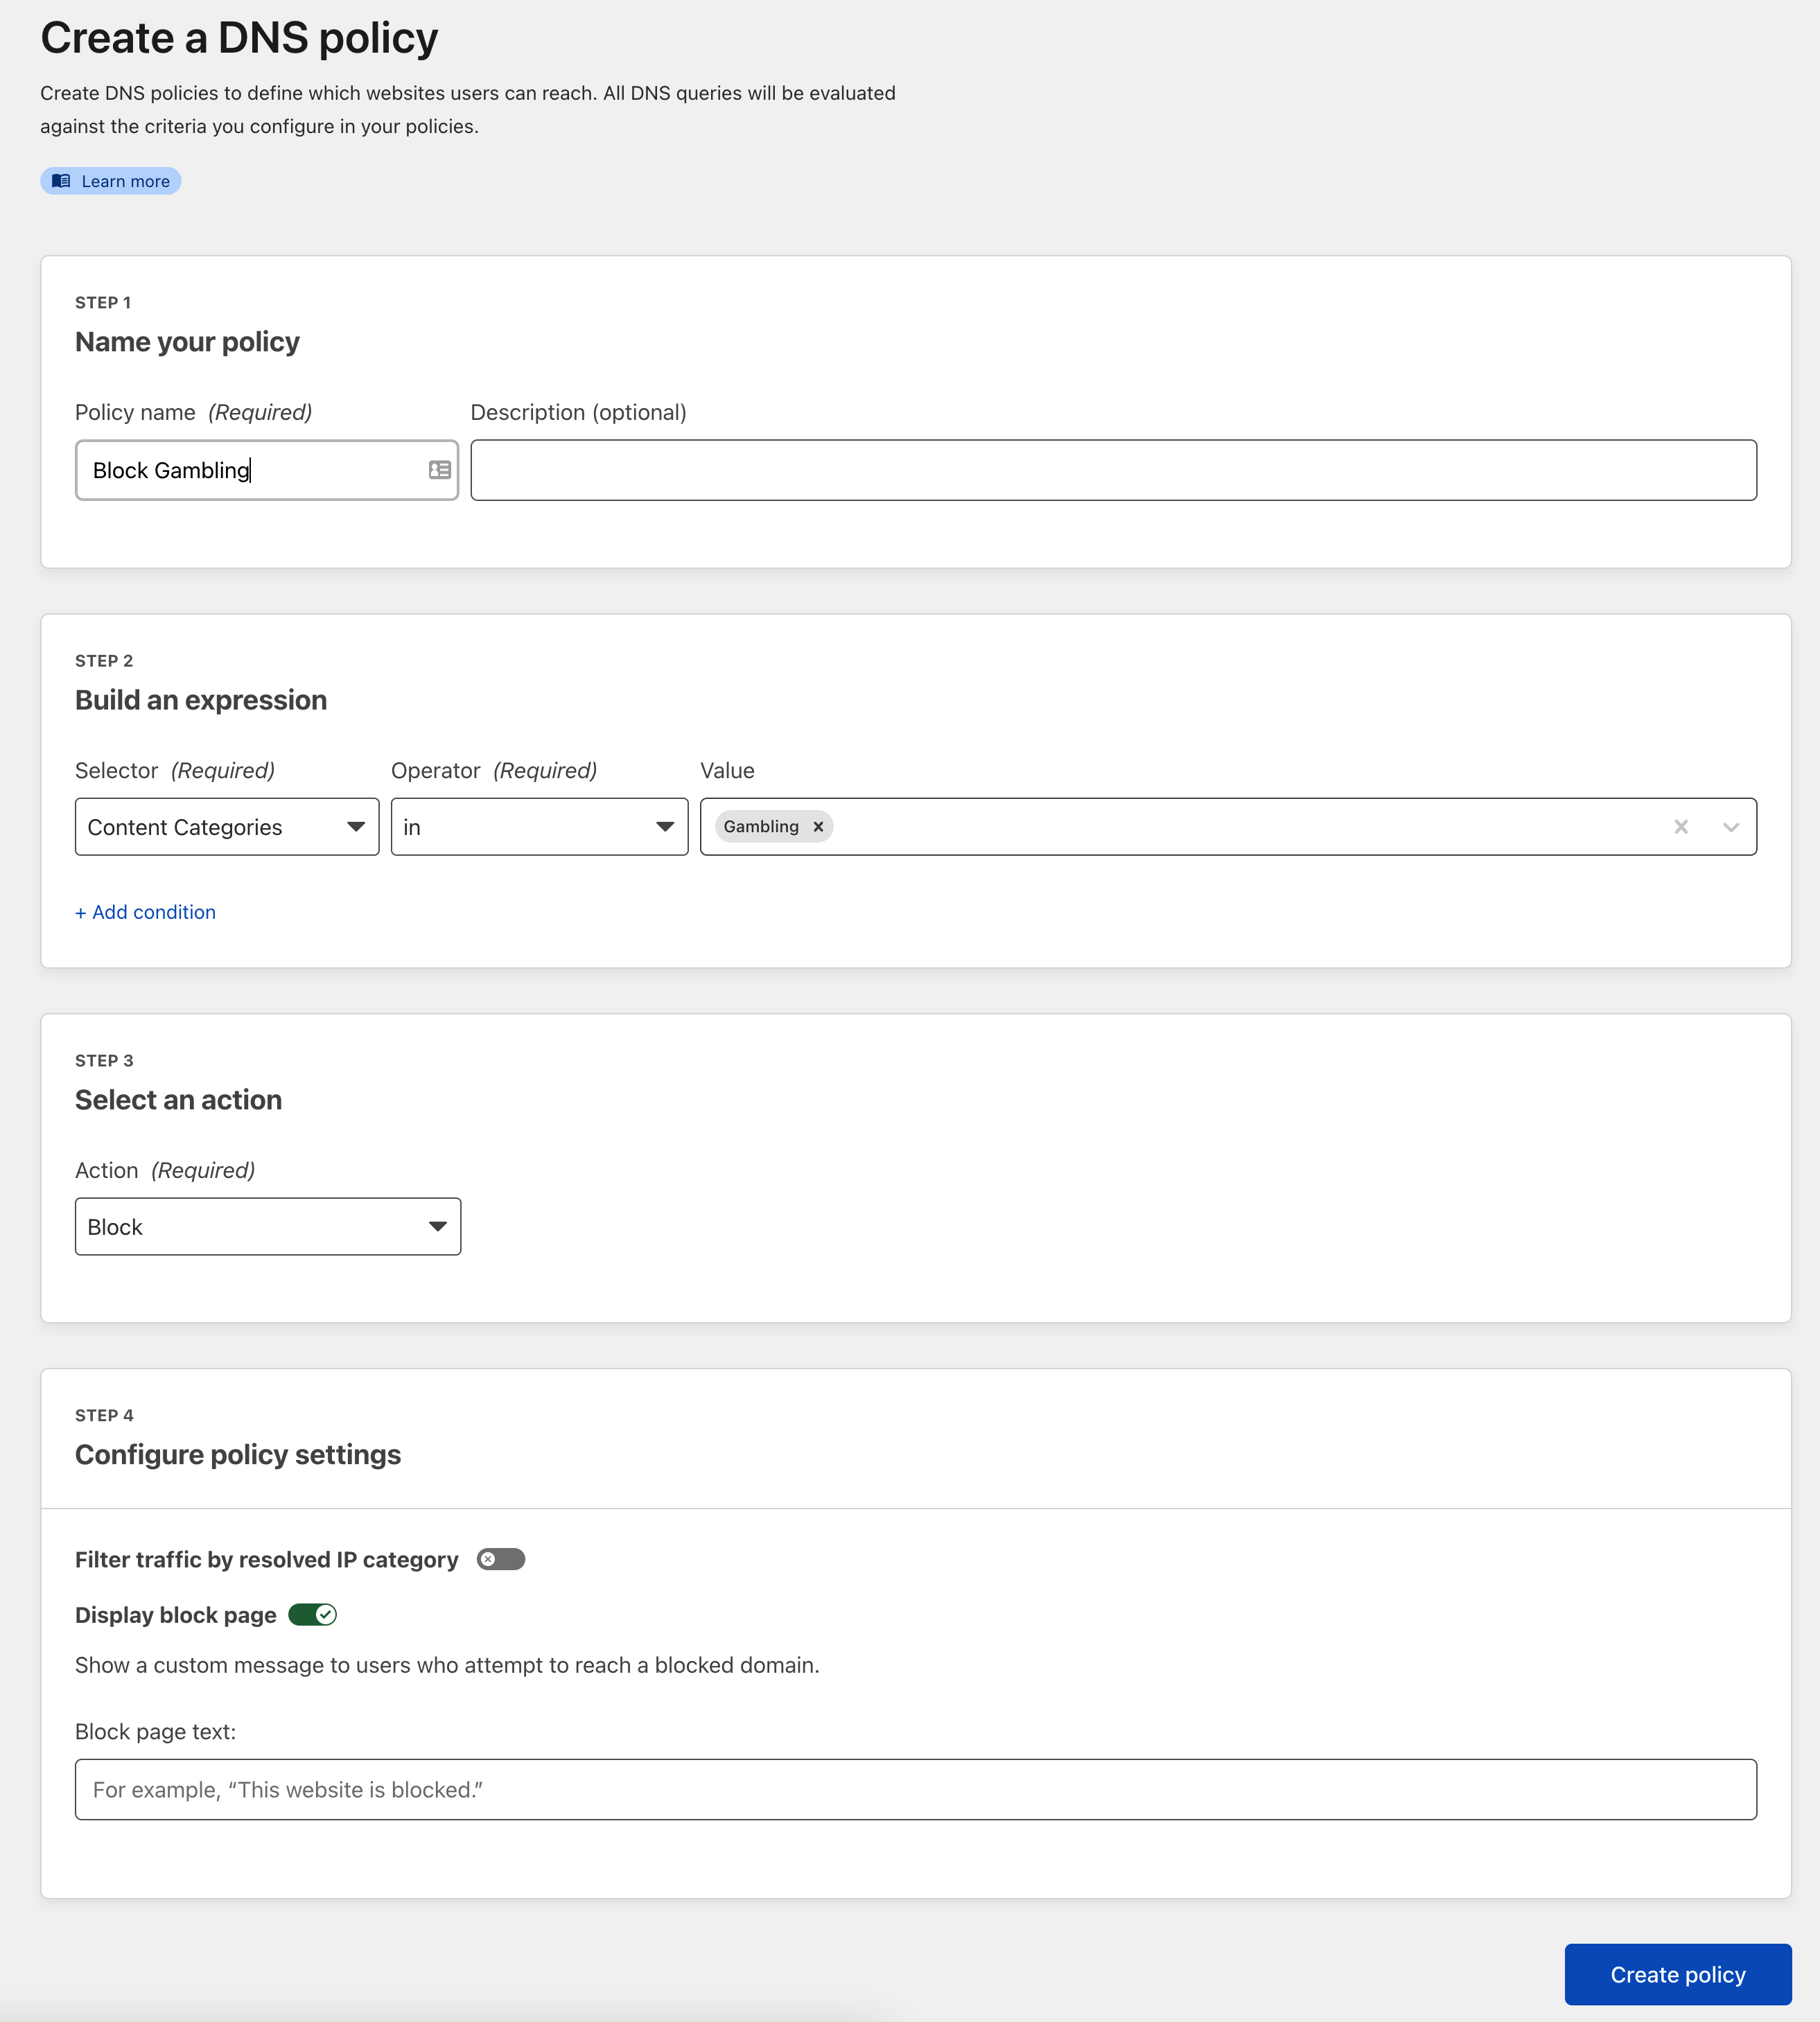 Create a DNS policy
Create DNS policies to define which websites users can reach. All DNS queries will be evaluated
against the criteria you configure in your policies.
Learn more
STEP 1
Name your policy
Policy name (Required)
Description (optional)
Block Gambling
STEP 2
Build an expression
Selector (Required)
Operator (Required)
Value
Content Categories
in
Gambling
+ Add condition
STEP 3
Select an action
Action (Required)
Block
STEP 4
Configure policy settings
Filter traffic by resolved IP category
Display block page
Show a custom message to users who attempt to reach a blocked domain.
Block page text:
For example, “This website is blocked.”
Create policy